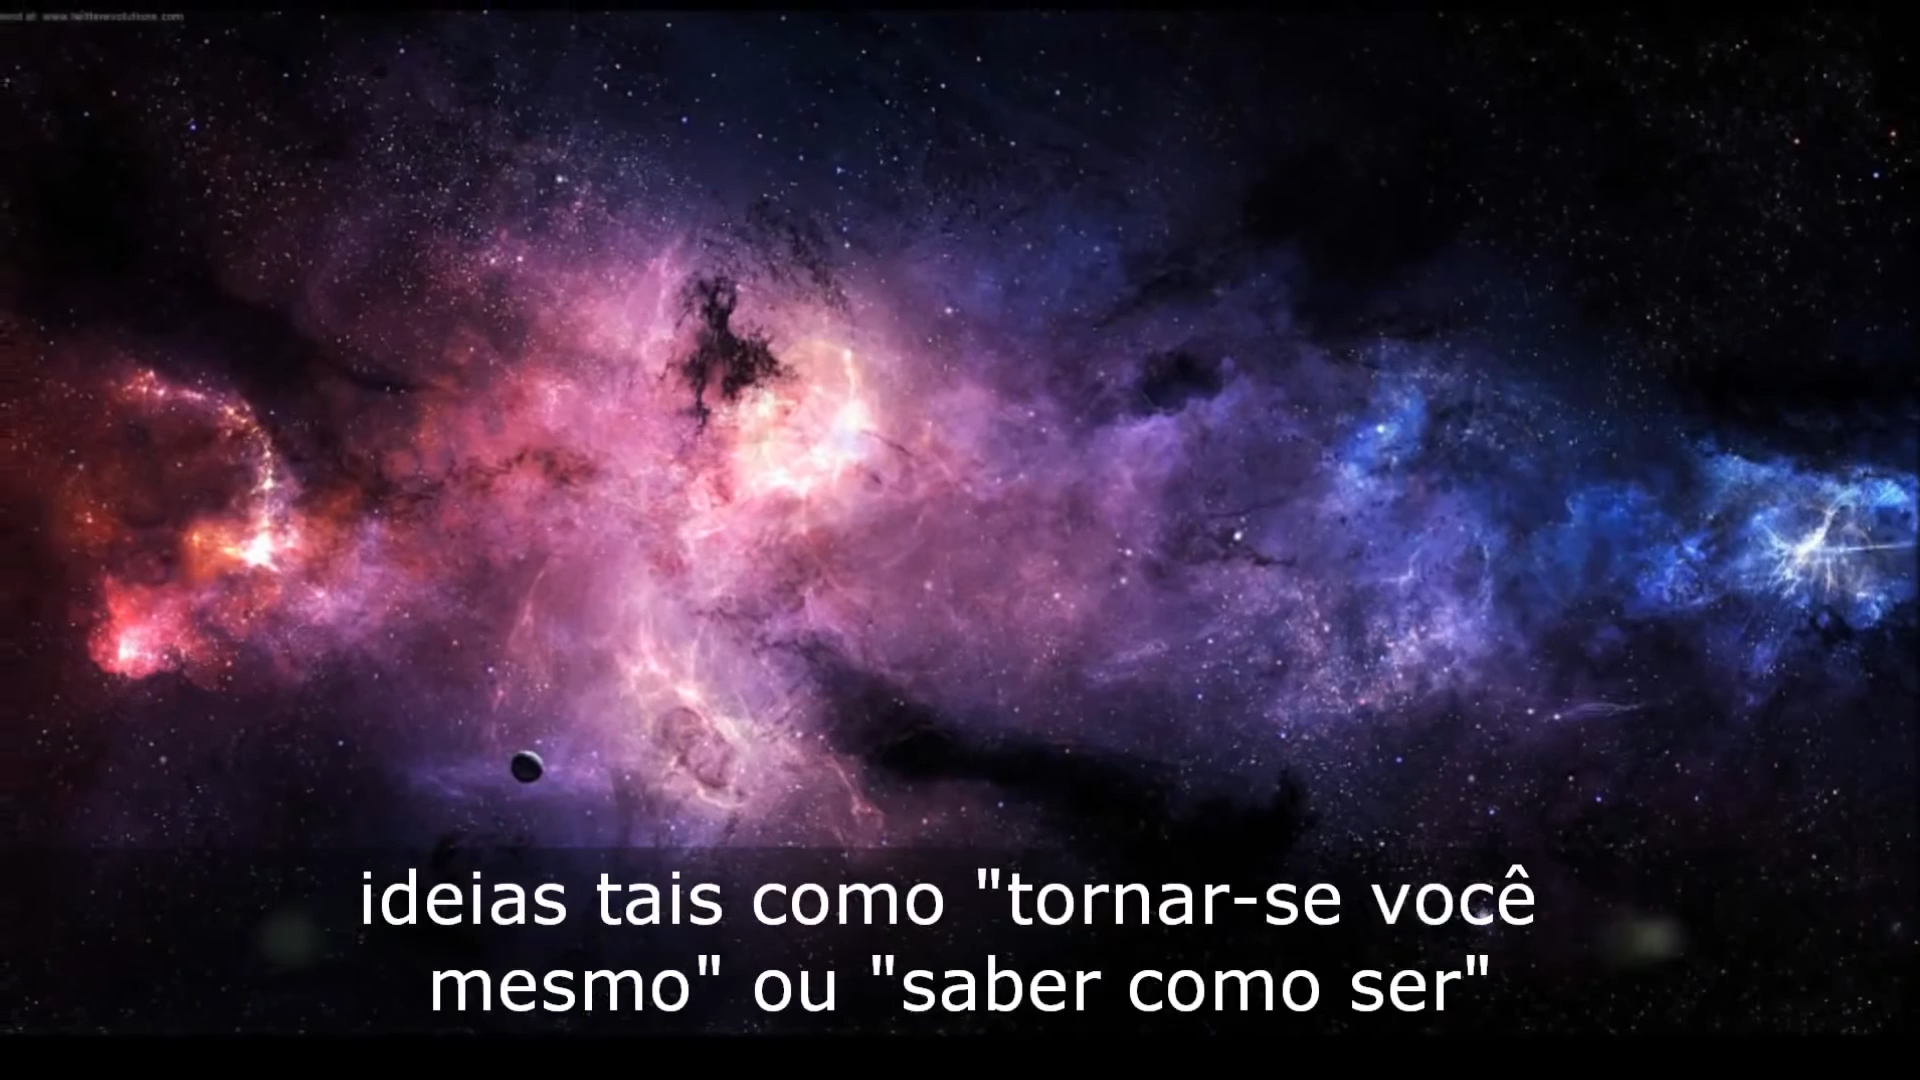 ideias tais como "tornar-se você
mesmo" ou "saber como ser"